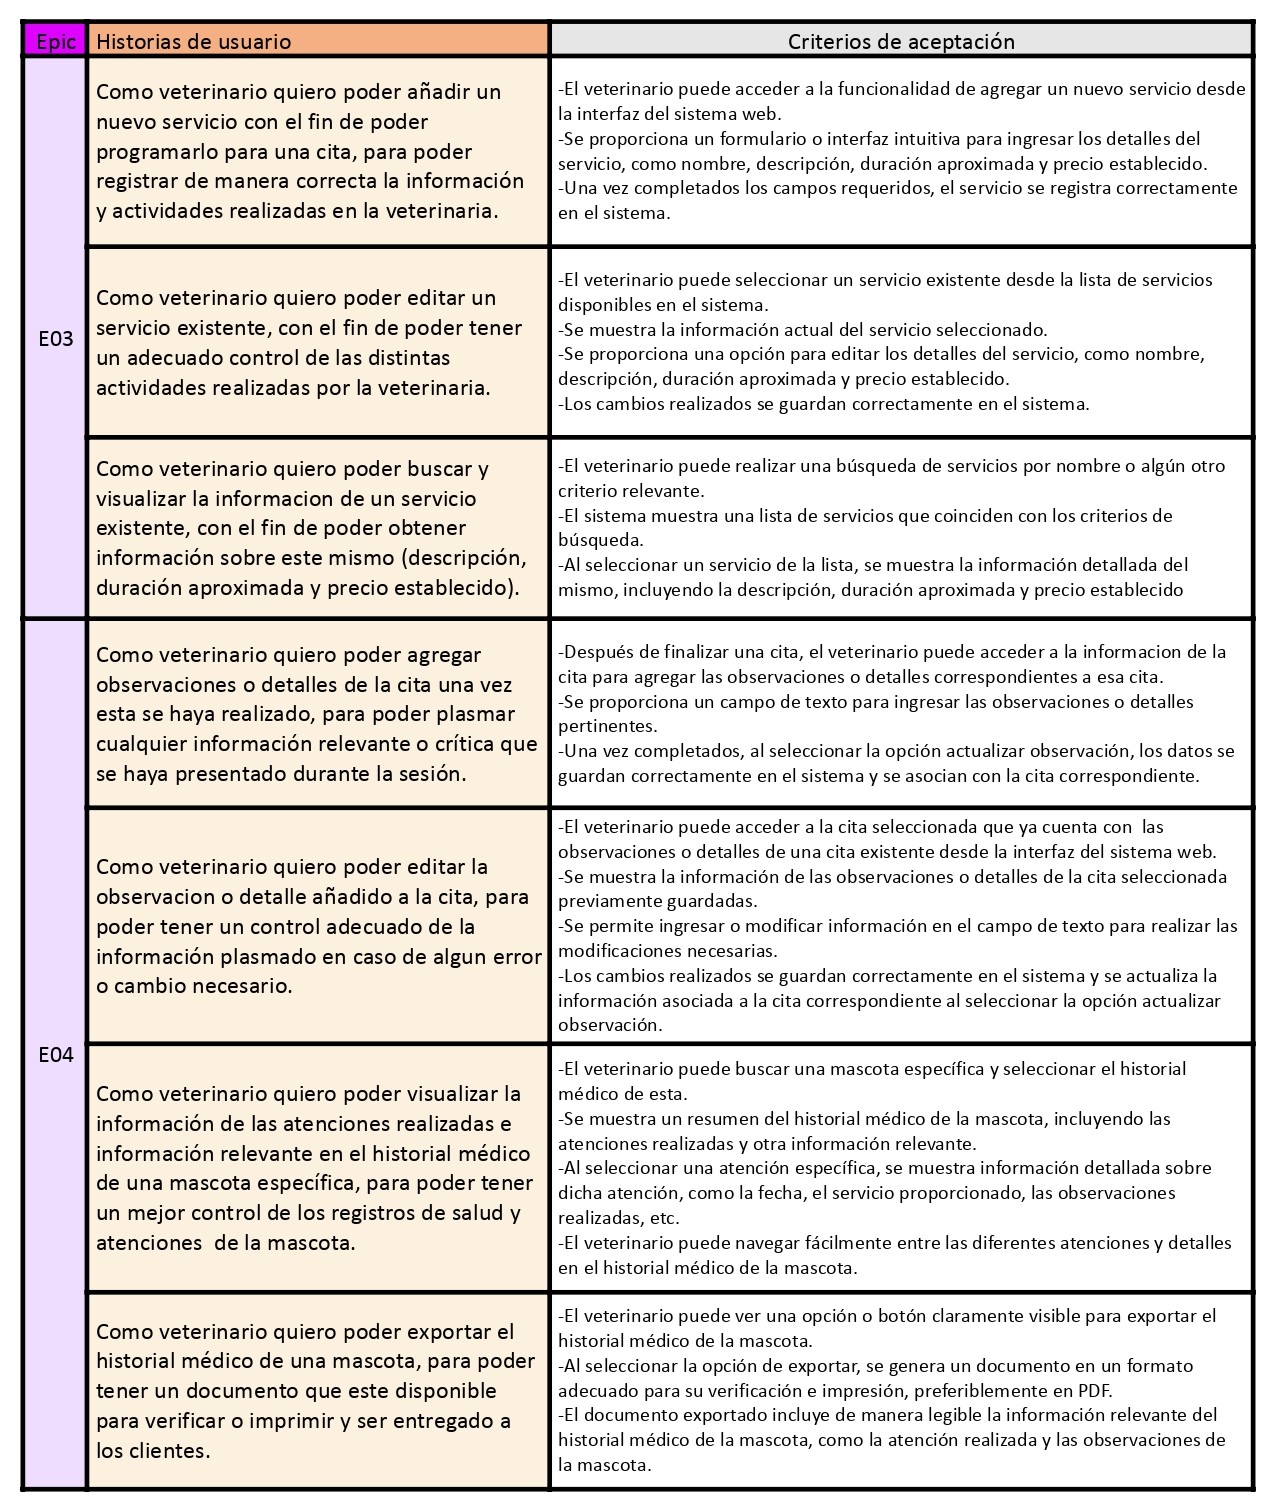 Epic
Historias de usuario
Criterios de aceptación
E03
Como veterinario quiero poder añadir un
nuevo servicio con el fin de poder
programarlo para una cita, para poder
registrar de manera correcta la información
y actividades realizadas en la veterinaria.
-El veterinario puede acceder a la funcionalidad de agregar un nuevo servicio desde
la interfaz del sistema web.
-Se proporciona un formulario o interfaz intuitiva para ingresar los detalles del
servicio, como nombre, descripción, duración aproximada y precio establecido.
-Una vez completados los campos requeridos, el servicio se registra correctamente
en el sistema.
Como veterinario quiero poder editar un
servicio existente, con el fin de poder tener
un adecuado control de las distintas
actividades realizadas por la veterinaria.
-El veterinario puede seleccionar un servicio existente desde la lista de servicios
disponibles en el sistema.
-Se muestra la información actual del servicio seleccionado.
-Se proporciona una opción para editar los detalles del servicio, como nombre,
descripción, duración aproximada y precio establecido.
-Los cambios realizados se guardan correctamente en el sistema.
Como veterinario quiero poder buscar y
visualizar la informacion de un servicio
existente, con el fin de poder obtener
información sobre este mismo (descripción,
duración aproximada y precio establecido).
-El veterinario puede realizar una búsqueda de servicios por nombre o algún otro
criterio relevante.
-El sistema muestra una lista de servicios que coinciden con los criterios de
búsqueda.
-Al seleccionar un servicio de la lista, se muestra la información detallada del
mismo, incluyendo la descripción, duración aproximada y precio establecido
E04
Como veterinario quiero poder agregar
observaciones o detalles de la cita una vez
esta se haya realizado, para poder plasmar
cualquier información relevante o crítica que
se haya presentado durante la sesión.
-Después de finalizar una cita, el veterinario puede acceder a la informacion de la
cita para agregar las observaciones o detalles correspondientes a esa cita.
-Se proporciona un campo de texto para ingresar las observaciones o detalles
pertinentes.
-Una vez completados, al seleccionar la opción actualizar observación, los datos se
guardan correctamente en el sistema y se asocian con la cita correspondiente.
Como veterinario quiero poder editar la
observacion o detalle añadido a la cita, para
poder tener un control adecuado de la
información plasmado en caso de algun error
o cambio necesario.
-El veterinario puede acceder a la cita seleccionada que ya cuenta con  las
observaciones o detalles de una cita existente desde la interfaz del sistema web.
-Se muestra la información de las observaciones o detalles de la cita seleccionada
previamente guardadas.
-Se permite ingresar o modificar información en el campo de texto para realizar las
modificaciones necesarias.
-Los cambios realizados se guardan correctamente en el sistema y se actualiza la
información asociada a la cita correspondiente al seleccionar la opción actualizar
observación.
Como veterinario quiero poder visualizar la
información de las atenciones realizadas e
información relevante en el historial médico
de una mascota específica, para poder tener
un mejor control de los registros de salud y
atenciones  de la mascota.
-El veterinario puede buscar una mascota específica y seleccionar el historial
médico de esta.
-Se muestra un resumen del historial médico de la mascota, incluyendo las
atenciones realizadas y otra información relevante.
-Al seleccionar una atención específica, se muestra información detallada sobre
dicha atención, como la fecha, el servicio proporcionado, las observaciones
realizadas, etc.
-El veterinario puede navegar fácilmente entre las diferentes atenciones y detalles
en el historial médico de la mascota.
Como veterinario quiero poder exportar el
historial médico de una mascota, para poder
tener un documento que este disponible
para verificar o imprimir y ser entregado a
los clientes.
-El veterinario puede ver una opción o botón claramente visible para exportar el
historial médico de la mascota.
-Al seleccionar la opción de exportar, se genera un documento en un formato
adecuado para su verificación e impresión, preferiblemente en PDF.
-El documento exportado incluye de manera legible la información relevante del
historial médico de la mascota, como la atención realizada y las observaciones de
la mascota.